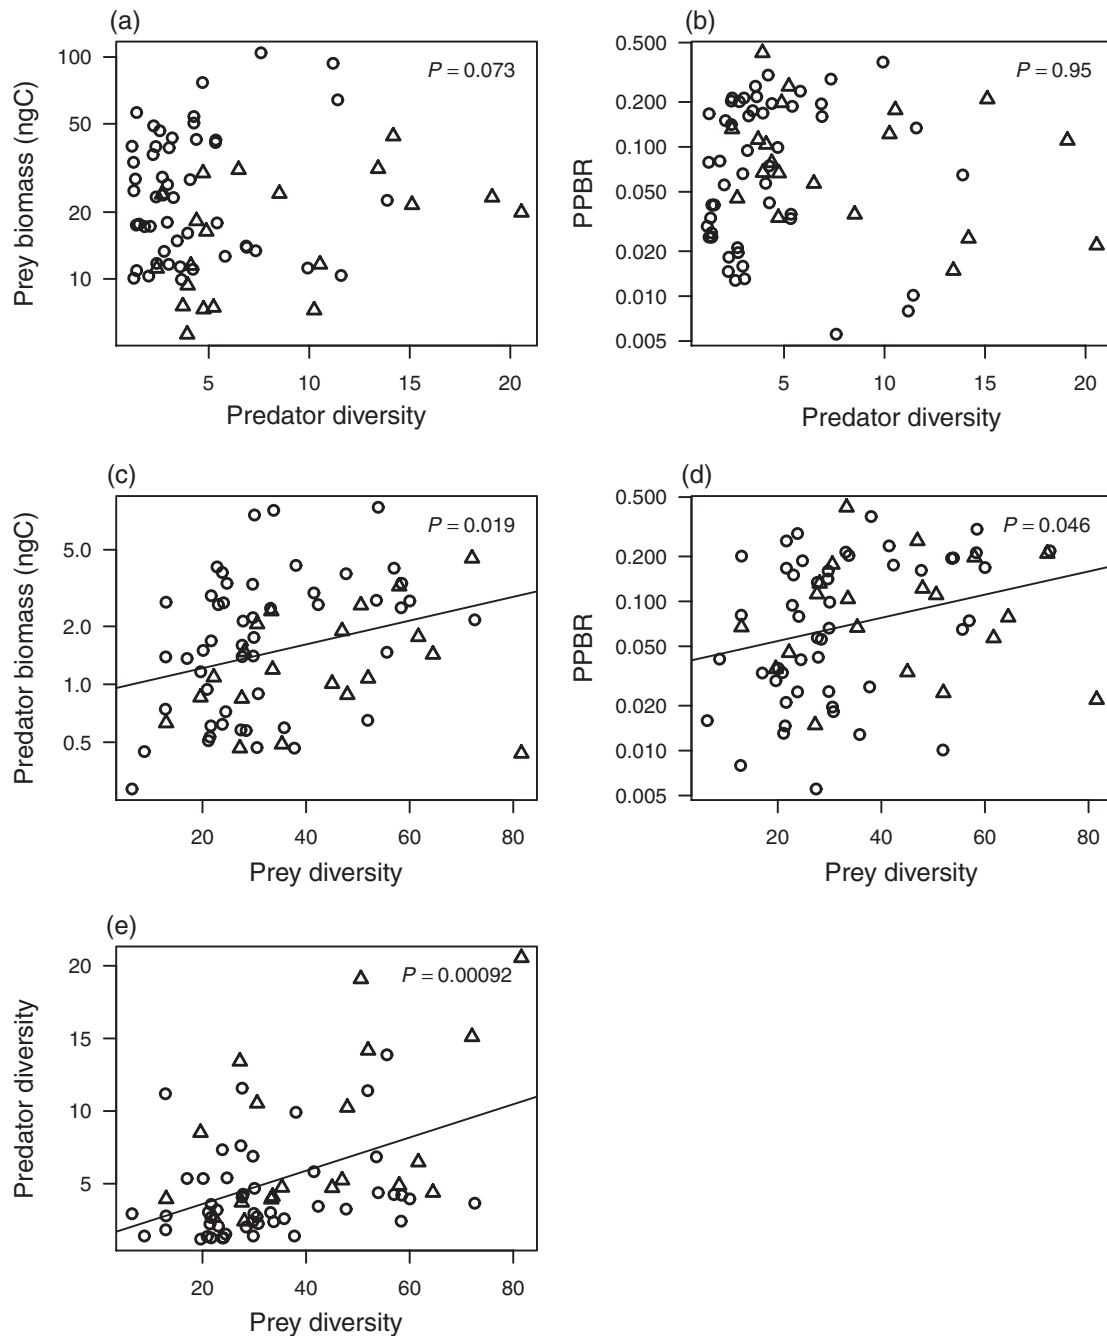 (a)
P = 0.073
100
50
20
10
Prey biomass (ngC)
5 10 15 20
Predator diversity
(b)
P = 0.95
0.500
0.200
0.100
0.050
0.020
0.010
0.005
PPBR
5 10 15 20
Predator diversity
(c)
P = 0.019
5.0
2.0
1.0
0.5
Predator biomass (ngC)
20 40 60 80
Prey diversity
(d)
P = 0.046
0.500
0.200
0.100
0.050
0.020
0.010
0.005
PPBR
20 40 60 80
Prey diversity
(e)
P = 0.00092
20
15
10
5
Predator diversity
20 40 60 80
Prey diversity